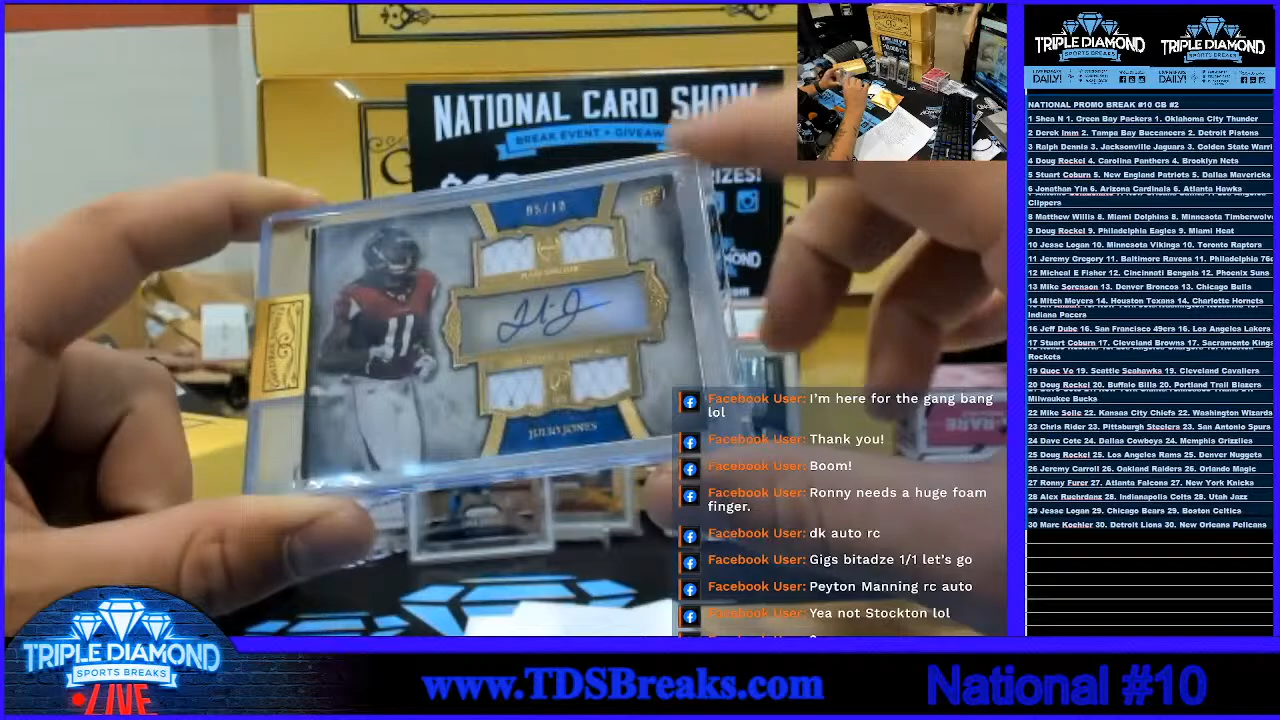 NATIONAL CARD SHOW
BREAK EVENT + GIVEAW
IZES!
05/10
11
JULIO JONES
TRIPLE DIAMOND
SPORTS BREAKS
TRIPLE DIAMOND
SPORTS BREAKS
LIVE BREAKS
DAILY!
LIVE BREAKS
DAILY!
NATIONAL PROMO BREAK #10 GB #2
1 Shea N 1. Green Bay Packers 1. Oklahoma City Thunder
2 Derek Imm 2. Tampa Bay Buccaneers 2. Detroit Pistons
3 Ralph Dennis 3. Jacksonville Jaguars 3. Golden State Warri
4 Doug Rockel 4. Carolina Panthers 4. Brooklyn Nets
5 Stuart Coburn 5. New England Patriots 5. Dallas Mavericks
6 Jonathan Yin 6. Arizona Cardinals 6. Atlanta Hawks
Clippers
8 Matthew Willis 8. Miami Dolphins 8. Minnesota Timberwolv
9 Doug Rockel 9. Philadelphia Eagles 9. Miami Heat
10 Jesse Logan 10. Minnesota Vikings 10. Toronto Raptors
11 Jeremy Gregory 11. Baltimore Ravens 11. Philadelphia 76e
12 Micheal E Fisher 12. Cincinnati Bengals 12. Phoenix Suns
13 Mike Sorenson 13. Denver Broncos 13. Chicago Bulls
14 Mitch Meyers 14. Houston Texans 14. Charlotte Hornets
Indiana Pacers
16 Jeff Dube 16. San Francisco 49ers 16. Los Angeles Lakers
17 Stuart Coburn 17. Cleveland Browns 17. Sacramento Kings
Rockets
19 Quoc Vo 19. Seattle Seahawks 19. Cleveland Cavaliers
20 Doug Rockel 20. Buffalo Bills 20. Portland Trail Blazers
Milwaukee Bucks
22 Mike Selle 22. Kansas City Chiefs 22. Washington Wizards
23 Chris Rider 23. Pittsburgh Steelers 23. San Antonio Spurs
24 Dave Cote 24. Dallas Cowboys 24. Memphis Grizzlies
25 Doug Rockel 25. Los Angeles Rams 25. Denver Nuggets
26 Jeremy Carroll 26. Oakland Raiders 26. Orlando Magic
27 Ronny Furer 27. Atlanta Falcons 27. New York Knicks
28 Alex Ruehrdanz 28. Indianapolis Colts 28. Utah Jazz
29 Jesse Logan 29. Chicago Bears 29. Boston Celtics
30 Marc Koehler 30. Detroit Lions 30. New Orleans Pelicans
Facebook User: I'm here for the gang bang
lol
Facebook User: Thank you!
Facebook User: Boom!
Facebook User: Ronny needs a huge foam
finger.
Facebook User: dk auto rc
Facebook User: Gigs bitadze 1/1 let's go
Facebook User: Peyton Manning rc auto
Facebook User: Yea not Stockton lol
TRIPLE DIAMOND
SPORTS BREAKS
LIVE
www.TDSBreaks.com
National #10